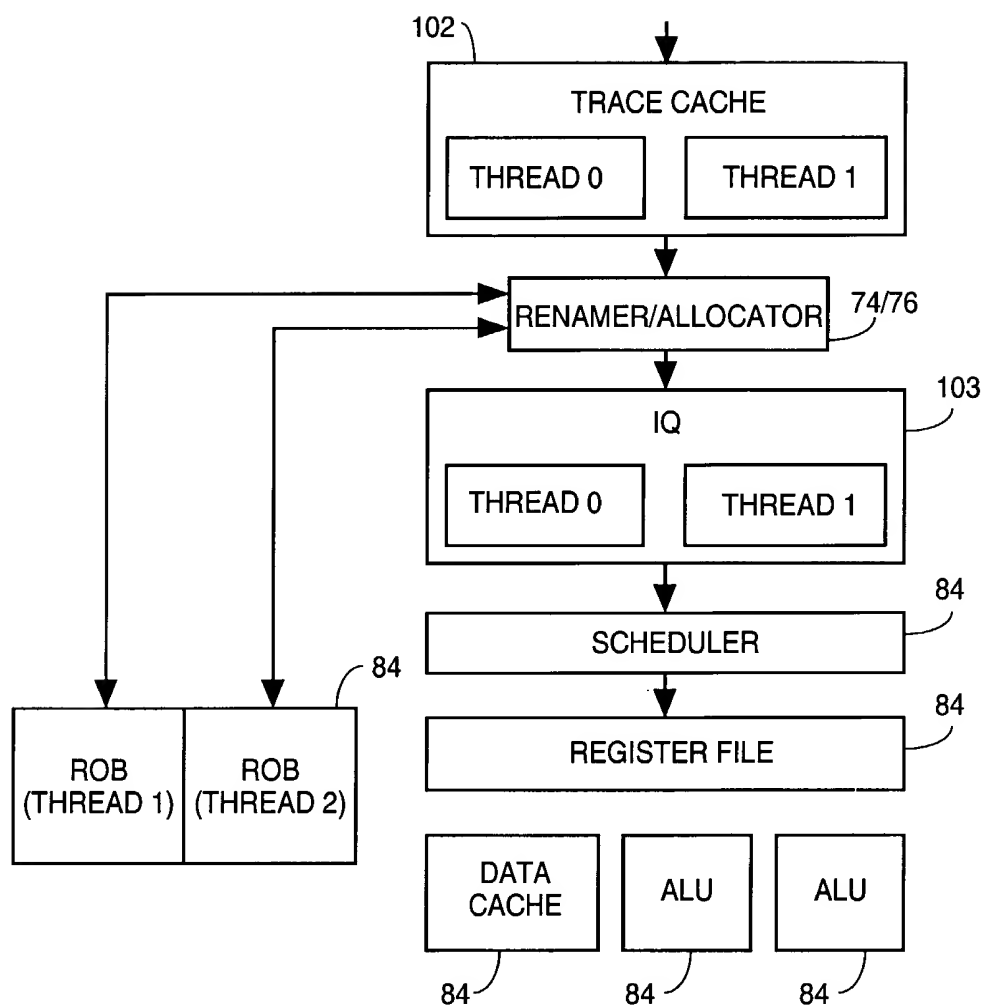 102
TRACE CACHE
THREAD 0
THREAD 1
RENAMER/ALLOCATOR
74/76
103
IQ
THREAD 0
THREAD 1
84
SCHEDULER
84
84
REGISTER FILE
ROB
(THREAD 1)
ROB
(THREAD 2)
DATA
CACHE
ALU
ALU
84
84
84